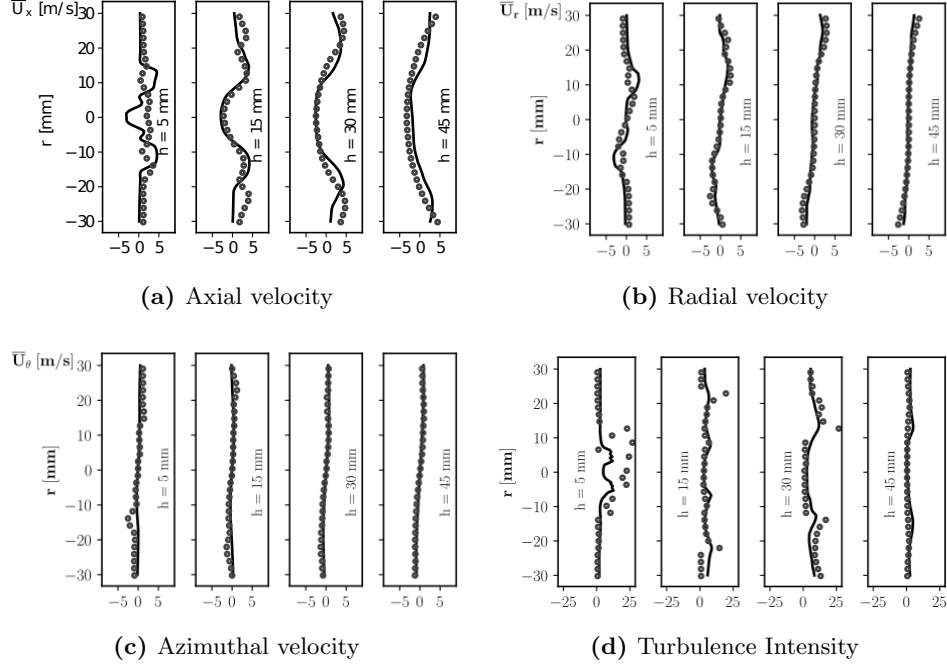 U̅ₓ [m/s]
30
20
10
0
−10
−20
−30
r [mm]
h = 5 mm
h = 15 mm
h = 30 mm
h = 45 mm
−5 0 5 −5 0 5 −5 0 5 −5 0 5
(a) Axial velocity
U̅ᵣ [m/s]
30
20
10
0
−10
−20
−30
r [mm]
h = 5 mm
h = 15 mm
h = 30 mm
h = 45 mm
−5 0 5 −5 0 5 −5 0 5 −5 0 5
(b) Radial velocity
U̅θ [m/s]
30
20
10
0
−10
−20
−30
r [mm]
h = 5 mm
h = 15 mm
h = 30 mm
h = 45 mm
−5 0 5 −5 0 5 −5 0 5 −5 0 5
(c) Azimuthal velocity
30
20
10
0
−10
−20
−30
r [mm]
h = 5 mm
h = 15 mm
h = 30 mm
h = 45 mm
−25 0 25 −25 0 25 −25 0 25 −25 0 25
(d) Turbulence Intensity